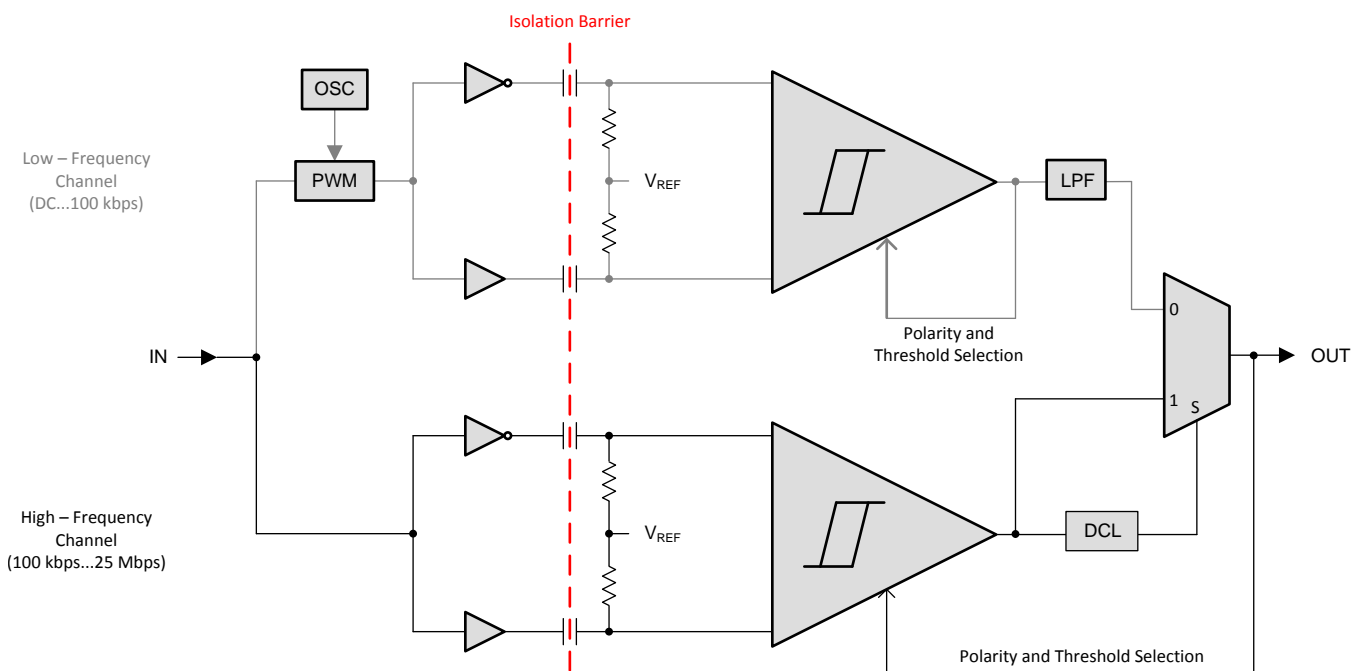 Isolation Barrier
OSC
Low – Frequency
Channel
(DC...100 kbps)
PWM
VREF
LPF
Polarity and
Threshold Selection
0
IN
OUT
1
S
High – Frequency
Channel
(100 kbps...25 Mbps)
VREF
DCL
Polarity and Threshold Selection